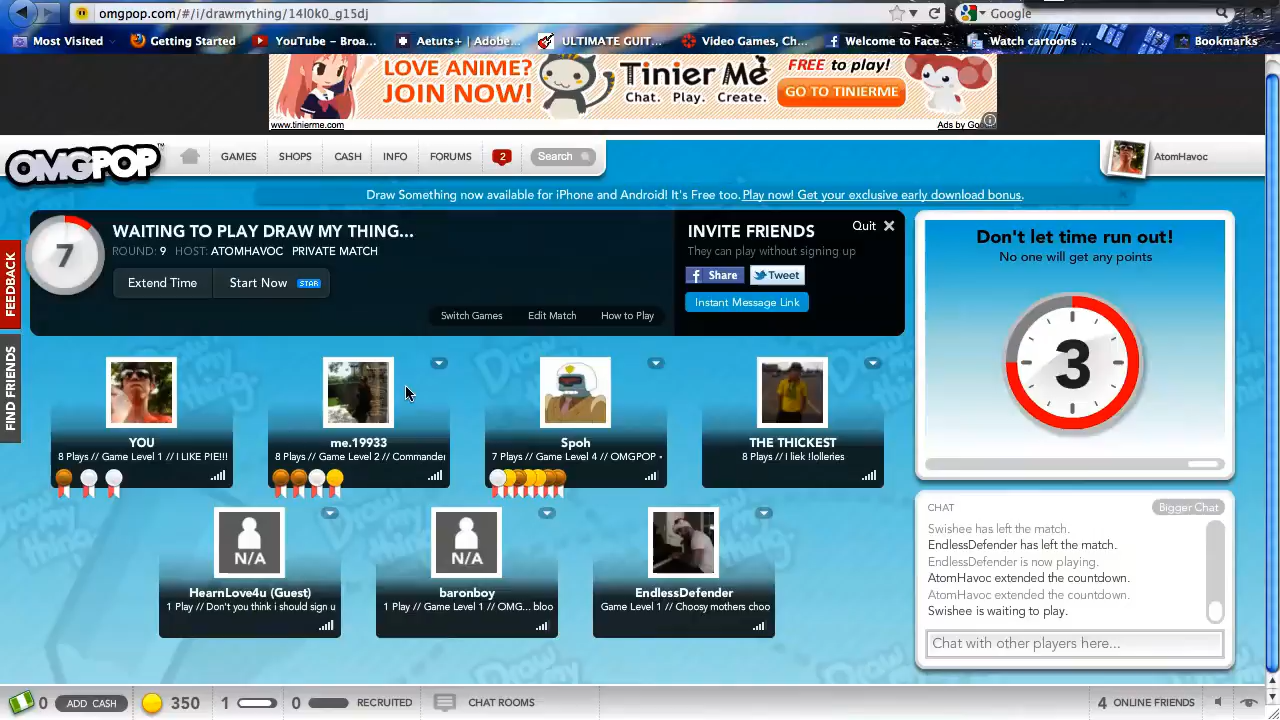 omgpop.com/#/i/drawmything/14l0k0_g15dj
Google
Most Visited
Getting Started
YouTube - Broa...
Aetuts+ | Adobe...
ULTIMATE GUIT...
Video Games, Ch...
Welcome to Face...
Watch cartoons ...
Bookmarks
LOVE ANIME?
JOIN NOW!
Tinier Me
Chat. Play. Create.
FREE to play!
GO TO TINIERME
www.tinierme.com
Ads by Go
OMGPOP
GAMES
SHOPS
CASH
INFO
FORUMS
2
Search
AtomHavoc
Draw Something now available for iPhone and Android! It's Free too. Play now! Get your exclusive early download bonus.
FEEDBACK
FIND FRIENDS
7
WAITING TO PLAY DRAW MY THING...
ROUND: 9 HOST: ATOMHAVOC PRIVATE MATCH
Extend Time
Start Now STAR
Switch Games
Edit Match
How to Play
INVITE FRIENDS
Quit
They can play without signing up
Share
Tweet
Instant Message Link
Don't let time run out!
No one will get any points
3
YOU
8 Plays // Game Level 1 // I LIKE PIE!!!
me.19933
8 Plays // Game Level 2 // Commander
Spoh
7 Plays // Game Level 4 // OMGPOP
THE THICKEST
8 Plays // I liek !lolleries
N/A
HearnLove4u (Guest)
1 Play // Don't you think i should sign u
N/A
baronboy
1 Play // Game Level 1 // OMG... bloo
EndlessDefender
Game Level 1 // Choosy mothers choo
CHAT
Bigger Chat
Swishee has left the match.
EndlessDefender has left the match.
EndlessDefender is now playing.
AtomHavoc extended the countdown.
AtomHavoc extended the countdown.
Swishee is waiting to play.
Chat with other players here...
0
ADD CASH
350
1
0
RECRUITED
CHAT ROOMS
4 ONLINE FRIENDS